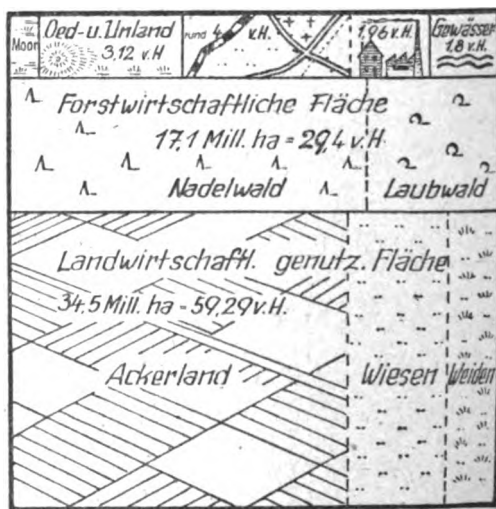 Moor Oed- u. Unland rund 4 v.H. 1,96 v.H. Gewässer
3,12 v.H 1,8 v.H.
Forstwirtschaftliche Fläche
17,1 Mill. ha = 29,4 v.H.
Nadelwald Laubwald
Landwirtschaftl. genutz. Fläche
34,5 Mill. ha = 59,29 v.H.
Ackerland Wiesen Weiden